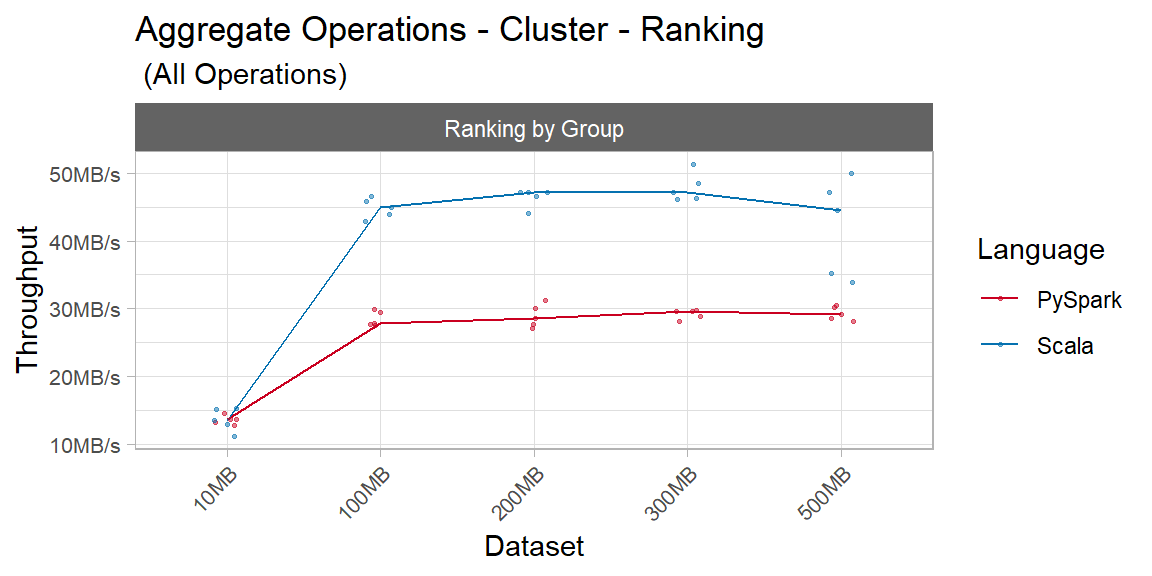 Aggregate Operations - Cluster - Ranking
(All Operations)
Ranking by Group
50MB/s
40MB/s
30MB/s
20MB/s
10MB/s
Throughput
10MB
100MB
200MB
300MB
500MB
Dataset
Language
PySpark
Scala